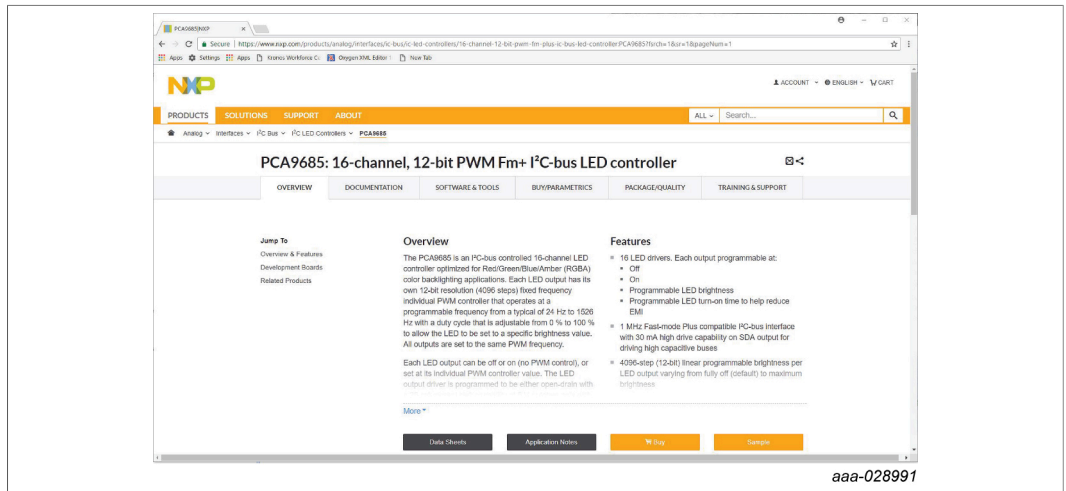 PCA9685|NXP
Secure | https://www.nxp.com/products/analog/interfaces/ic-bus/ic-led-controllers/16-channel-12-bit-pwm-fm-plus-ic-bus-led-controller:PCA9685?fsrch=1&sr=1&pageNum=1
Apps Settings Apps Kronos Workforce C Oxygen XML Editor New Tab
NXP
ACCOUNT ENGLISH CART
PRODUCTS SOLUTIONS SUPPORT ABOUT ALL Search...
Analog Interfaces I²C Bus I²C LED Controllers PCA9685
PCA9685: 16-channel, 12-bit PWM Fm+ I²C-bus LED controller
OVERVIEW DOCUMENTATION SOFTWARE & TOOLS BUY/PARAMETRICS PACKAGE/QUALITY TRAINING & SUPPORT
Jump To
Overview & Features
Development Boards
Related Products
Overview
The PCA9685 is an I²C-bus controlled 16-channel LED
controller optimized for Red/Green/Blue/Amber (RGBA)
color backlighting applications. Each LED output has its
own 12-bit resolution (4096 steps) fixed frequency
individual PWM controller that operates at a
programmable frequency from a typical of 24 Hz to 1526
Hz with a duty cycle that is adjustable from 0 % to 100 %
to allow the LED to be set to a specific brightness value.
All outputs are set to the same PWM frequency.
Each LED output can be off or on (no PWM control), or
set at its individual PWM controller value. The LED
output driver is programmed to be either open-drain with
More
Features
16 LED drivers. Each output programmable at:
Off
On
Programmable LED brightness
Programmable LED turn-on time to help reduce
EMI
1 MHz Fast-mode Plus compatible I²C-bus interface
with 30 mA high drive capability on SDA output for
driving high capacitive buses
4096-step (12-bit) linear programmable brightness per
LED output varying from fully off (default) to maximum
brightness
Data Sheets Application Notes Buy Sample
aaa-028991